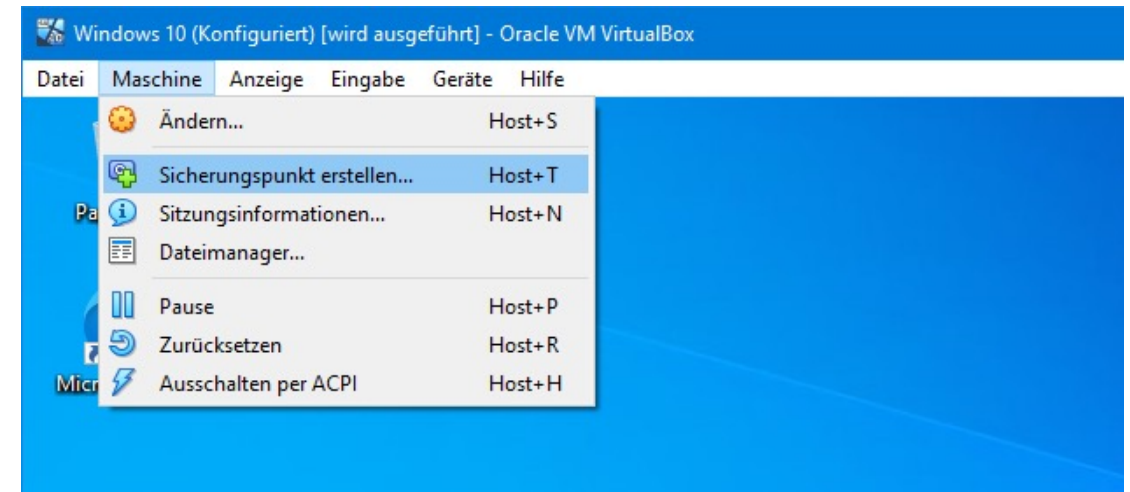 Windows 10 (Konfiguriert) [wird ausgeführt] - Oracle VM VirtualBox
Datei Maschine Anzeige Eingabe Geräte Hilfe
Ändern... Host+S
Sicherungspunkt erstellen... Host+T
Sitzungsinformationen... Host+N
Dateimanager...
Pause Host+P
Zurücksetzen Host+R
Ausschalten per ACPI Host+H